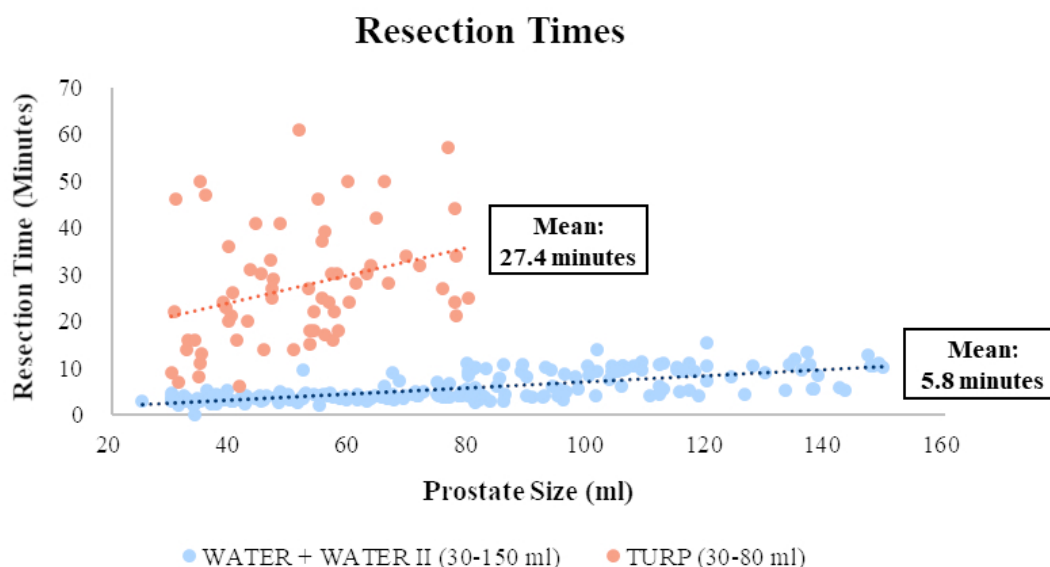 Resection Times
Resection Time (Minutes)
70
60
50
40
30
20
10
0
Mean:
27.4 minutes
Mean:
5.8 minutes
20 40 60 80 100 120 140 160
Prostate Size (ml)
WATER + WATER II (30-150 ml) TURP (30-80 ml)